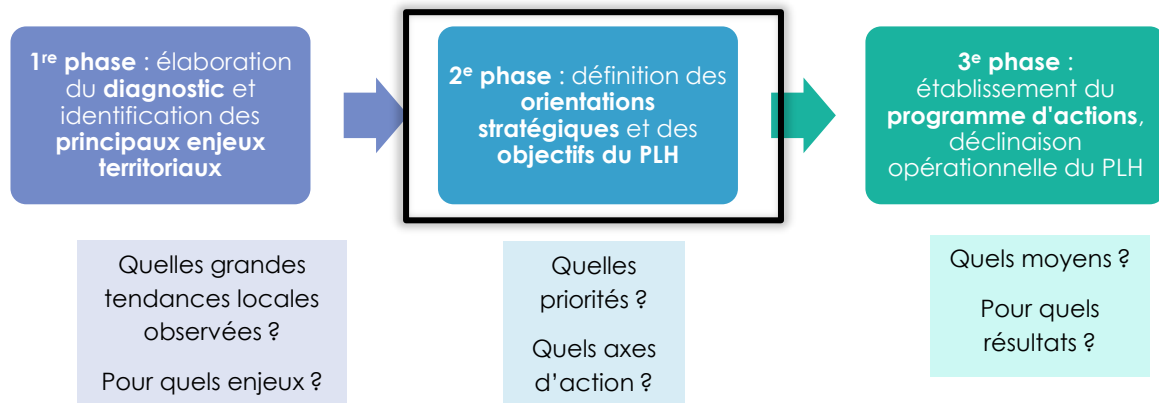 1re phase : élaboration
du diagnostic et
identification des
principaux enjeux
territoriaux
2e phase : définition des
orientations
stratégiques et des
objectifs du PLH
3e phase :
établissement du
programme d'actions,
déclinaison
opérationnelle du PLH
Quelles grandes
tendances locales
observées ?
Pour quels enjeux ?
Quelles
priorités ?
Quels axes
d’action ?
Quels moyens ?
Pour quels
résultats ?